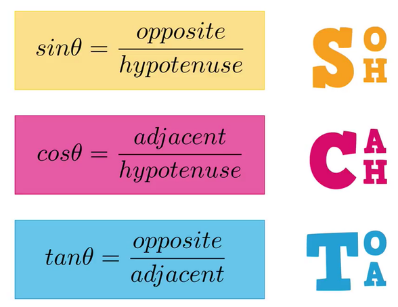 sinθ = opposite / hypotenuse
S O H
cosθ = adjacent / hypotenuse
C A H
tanθ = opposite / adjacent
T O A